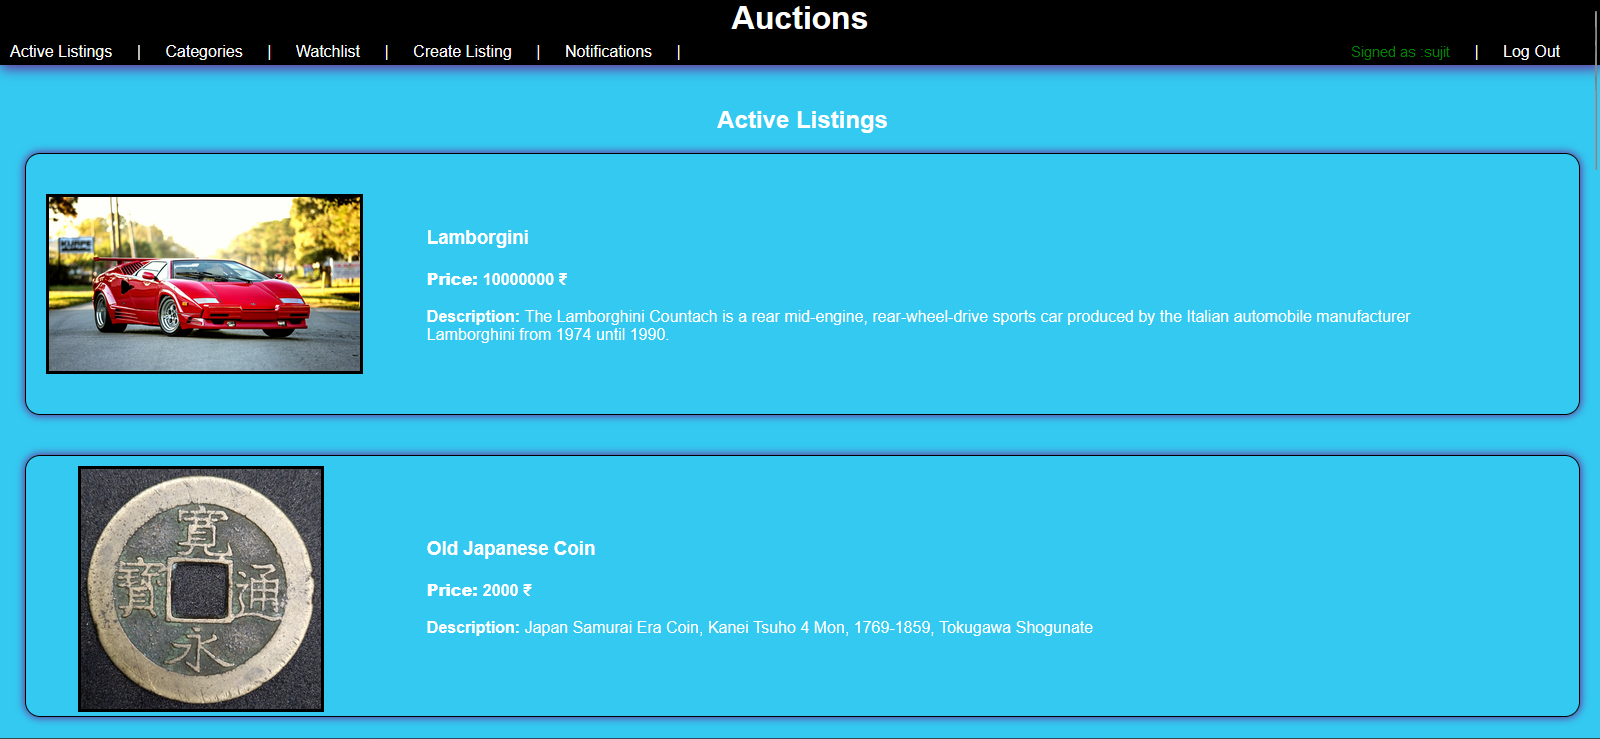 Auctions
Active Listings | Categories | Watchlist | Create Listing | Notifications | Signed as :sujit | Log Out
Active Listings
Lamborgini
Price: 10000000 ₹
Description: The Lamborghini Countach is a rear mid-engine, rear-wheel-drive sports car produced by the Italian automobile manufacturer
Lamborghini from 1974 until 1990.
寛永通寳
Old Japanese Coin
Price: 2000 ₹
Description: Japan Samurai Era Coin, Kanei Tsuho 4 Mon, 1769-1859, Tokugawa Shogunate